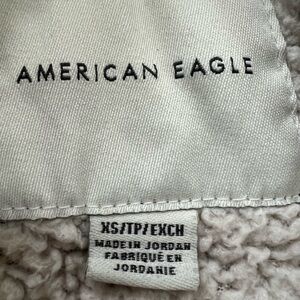 AMERICAN EAGLE
XS/TP/EXCH
MADE IN JORDAN
FABRIQUÉ EN
JORDANIE